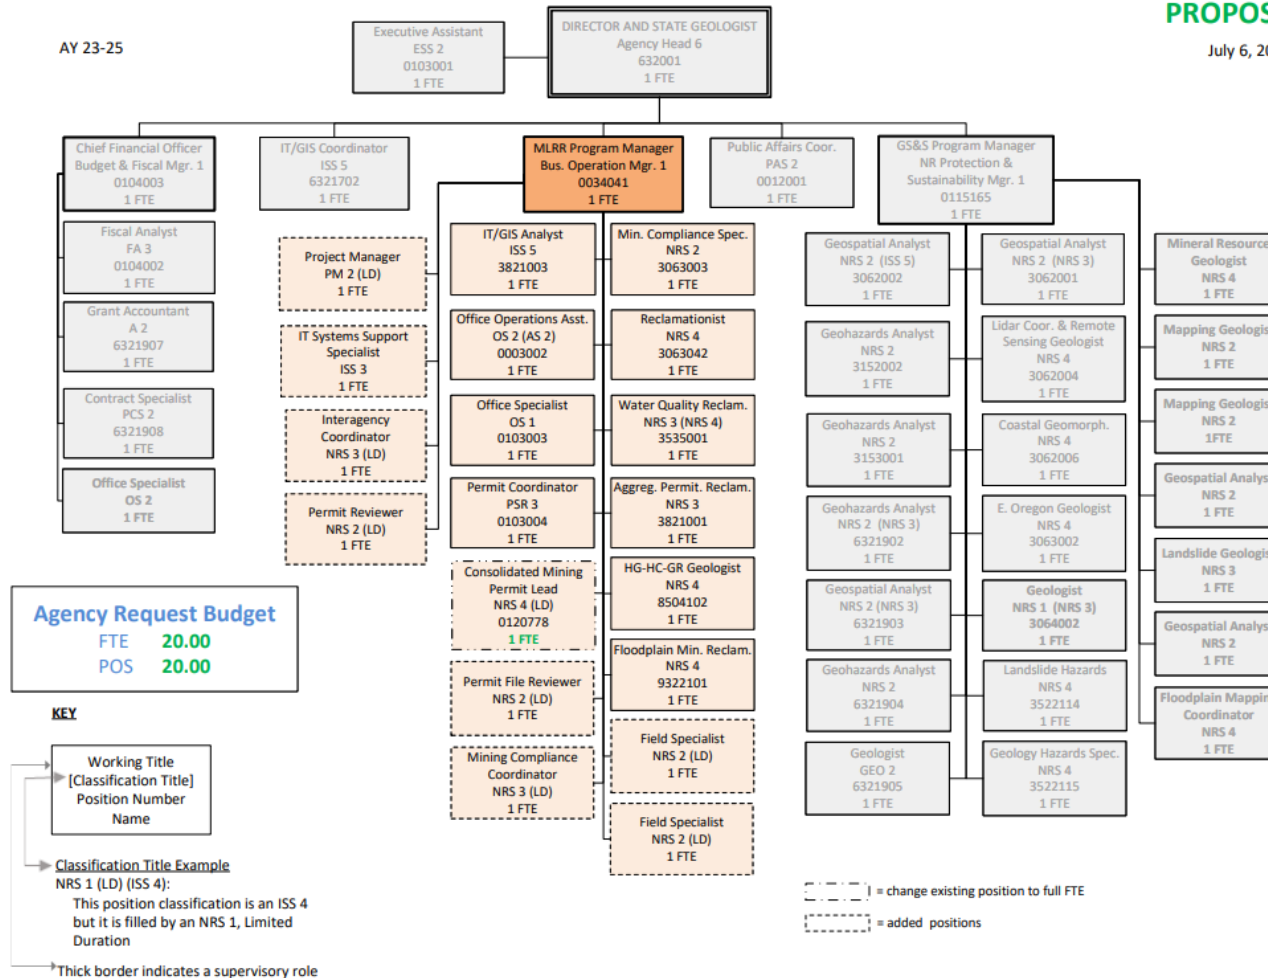 PROPOS
AY 23-25
July 6, 20
Executive Assistant
ESS 2
0103001
1 FTE
DIRECTOR AND STATE GEOLOGIST
Agency Head 6
632001
1 FTE
Chief Financial Officer
Budget & Fiscal Mgr. 1
0104003
1 FTE
IT/GIS Coordinator
ISS 5
6321702
1 FTE
MLRR Program Manager
Bus. Operation Mgr. 1
0034041
1 FTE
Public Affairs Coor.
PAS 2
0012001
1 FTE
GS&S Program Manager
NR Protection &
Sustainability Mgr. 1
0115165
1 FTE
Fiscal Analyst
FA 3
0104002
1 FTE
Grant Accountant
A 2
6321907
1 FTE
Contract Specialist
PCS 2
6321908
1 FTE
Office Specialist
OS 2
1 FTE
Project Manager
PM 2 (LD)
1 FTE
IT Systems Support
Specialist
ISS 3
1 FTE
Interagency
Coordinator
NRS 3 (LD)
1 FTE
Permit Reviewer
NRS 2 (LD)
1 FTE
IT/GIS Analyst
ISS 5
3821003
1 FTE
Office Operations Asst.
OS 2 (AS 2)
0003002
1 FTE
Office Specialist
OS 1
0103003
1 FTE
Permit Coordinator
PSR 3
0103004
1 FTE
Consolidated Mining
Permit Lead
NRS 4 (LD)
0120778
1 FTE
Permit File Reviewer
NRS 2 (LD)
1 FTE
Mining Compliance
Coordinator
NRS 3 (LD)
1 FTE
Min. Compliance Spec.
NRS 2
3063003
1 FTE
Reclamationist
NRS 4
3063042
1 FTE
Water Quality Reclam.
NRS 3 (NRS 4)
3535001
1 FTE
Aggreg. Permit. Reclam.
NRS 3
3821001
1 FTE
HG-HC-GR Geologist
NRS 4
8504102
1 FTE
Floodplain Min. Reclam.
NRS 4
9322101
1 FTE
Field Specialist
NRS 2 (LD)
1 FTE
Field Specialist
NRS 2 (LD)
1 FTE
Geospatial Analyst
NRS 2 (ISS 5)
3062002
1 FTE
Geohazards Analyst
NRS 2
3152002
1 FTE
Geohazards Analyst
NRS 2
3153001
1 FTE
Geohazards Analyst
NRS 2 (NRS 3)
6321902
1 FTE
Geospatial Analyst
NRS 2 (NRS 3)
6321903
1 FTE
Geohazards Analyst
NRS 2
6321904
1 FTE
Geologist
GEO 2
6321905
1 FTE
Geospatial Analyst
NRS 2 (NRS 3)
3062001
1 FTE
Lidar Coor. & Remote
Sensing Geologist
NRS 4
3062004
1 FTE
Coastal Geomorph.
NRS 4
3062006
1 FTE
E. Oregon Geologist
NRS 4
3063002
1 FTE
Geologist
NRS 1 (NRS 3)
3064002
1 FTE
Landslide Hazards
NRS 4
3522114
1 FTE
Geology Hazards Spec.
NRS 4
3522115
1 FTE
Mineral Resource
Geologist
NRS 4
1 FTE
Mapping Geologis
NRS 2
1 FTE
Mapping Geologis
NRS 2
1FTE
Geospatial Analys
NRS 2
1 FTE
Landslide Geologis
NRS 3
1 FTE
Geospatial Analys
NRS 2
1 FTE
Floodplain Mappin
Coordinator
NRS 4
1 FTE
Agency Request Budget
FTE 20.00
POS 20.00
KEY
Working Title
[Classification Title]
Position Number
Name
Classification Title Example
NRS 1 (LD) (ISS 4):
This position classification is an ISS 4
but it is filled by an NRS 1, Limited
Duration
Thick border indicates a supervisory role
= change existing position to full FTE
= added positions